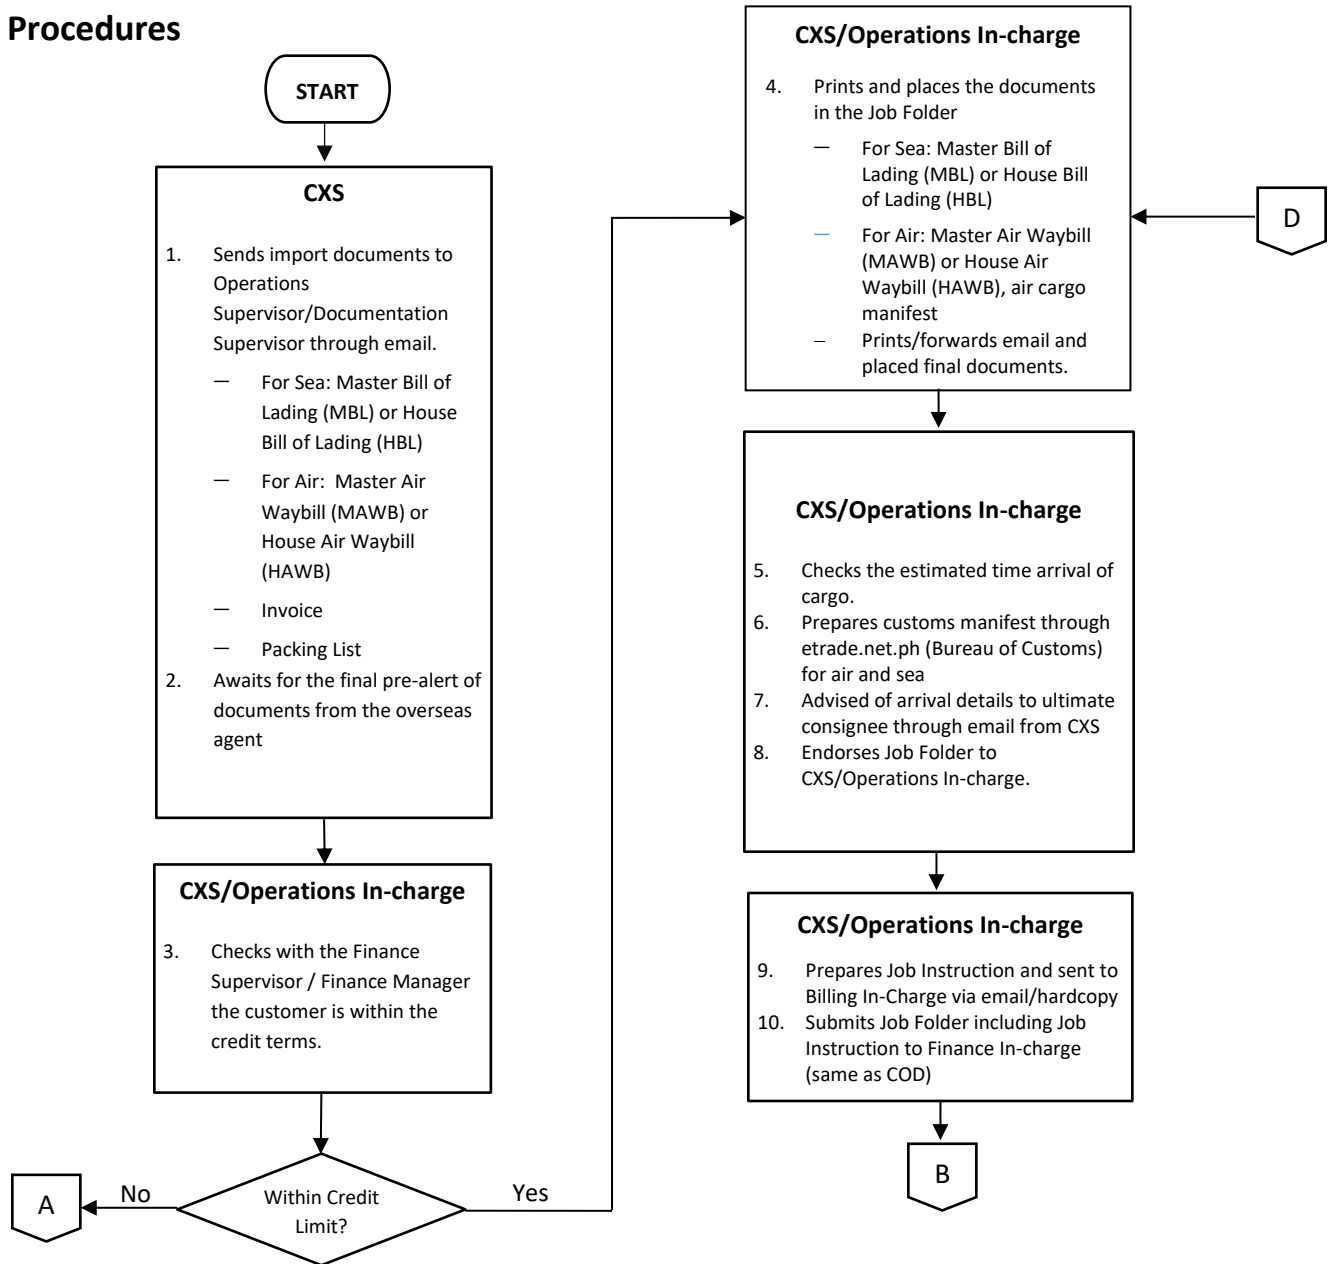 Procedures
START
CXS
1. Sends import documents to
Operations
Supervisor/Documentation
Supervisor through email.
— For Sea: Master Bill of
Lading (MBL) or House
Bill of Lading (HBL)
— For Air: Master Air
Waybill (MAWB) or
House Air Waybill
(HAWB)
— Invoice
— Packing List
2. Awaits for the final pre-alert of
documents from the overseas
agent
CXS/Operations In-charge
3. Checks with the Finance
Supervisor / Finance Manager
the customer is within the
credit terms.
Within Credit
Limit?
No
A
Yes
CXS/Operations In-charge
4. Prints and places the documents
in the Job Folder
— For Sea: Master Bill of
Lading (MBL) or House Bill
of Lading (HBL)
— For Air: Master Air Waybill
(MAWB) or House Air
Waybill (HAWB), air cargo
manifest
– Prints/forwards email and
placed final documents.
D
CXS/Operations In-charge
5. Checks the estimated time arrival of
cargo.
6. Prepares customs manifest through
etrade.net.ph (Bureau of Customs)
for air and sea
7. Advised of arrival details to ultimate
consignee through email from CXS
8. Endorses Job Folder to
CXS/Operations In-charge.
CXS/Operations In-charge
9. Prepares Job Instruction and sent to
Billing In-Charge via email/hardcopy
10. Submits Job Folder including Job
Instruction to Finance In-charge
(same as COD)
B